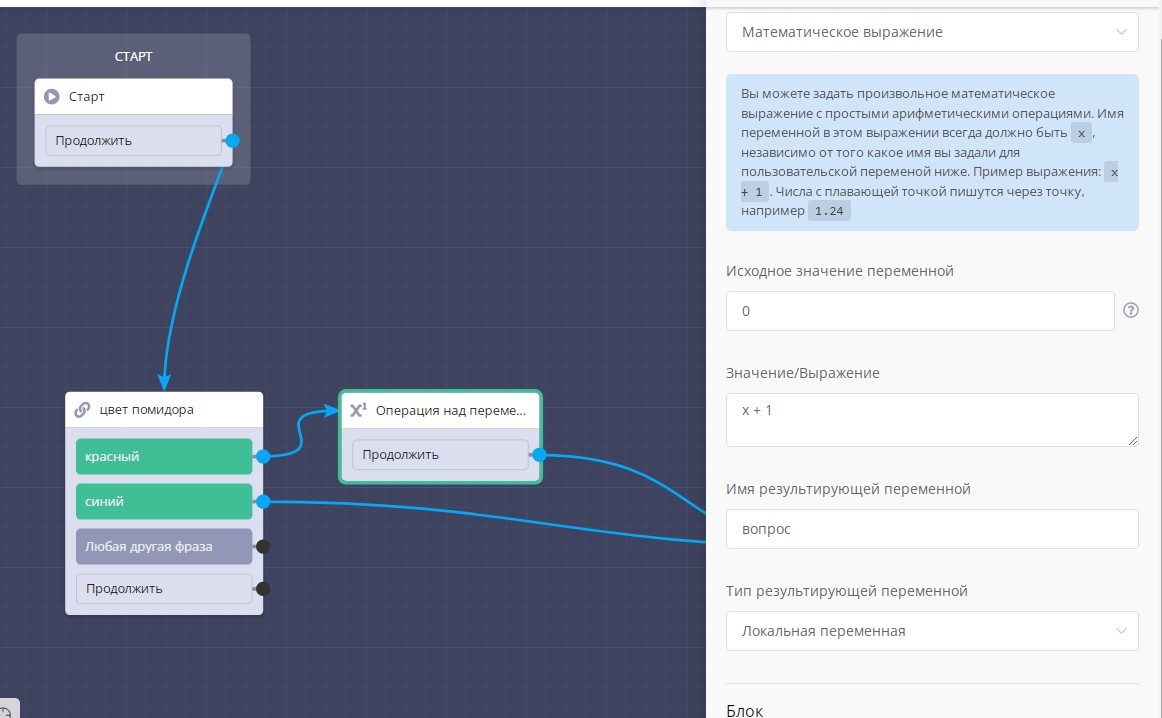 СТАРТ
Старт
Продолжить
цвет помидора
красный
синий
Любая другая фраза
Продолжить
X¹ Операция над переме...
Продолжить
Математическое выражение
Вы можете задать произвольное математическое
выражение с простыми арифметическими операциями. Имя
переменной в этом выражении всегда должно быть x ,
независимо от того какое имя вы задали для
пользовательской переменой ниже. Пример выражения: x
+ 1 . Числа с плавающей точкой пишутся через точку,
например 1.24
Исходное значение переменной
0
?
Значение/Выражение
x + 1
Имя результирующей переменной
вопрос
Тип результирующей переменной
Локальная переменная
Блок